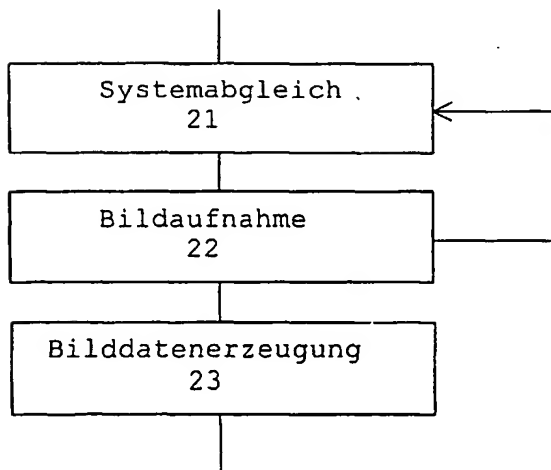 Systemabgleich
21
Bildaufnahme
22
Bilddatenerzeugung
23